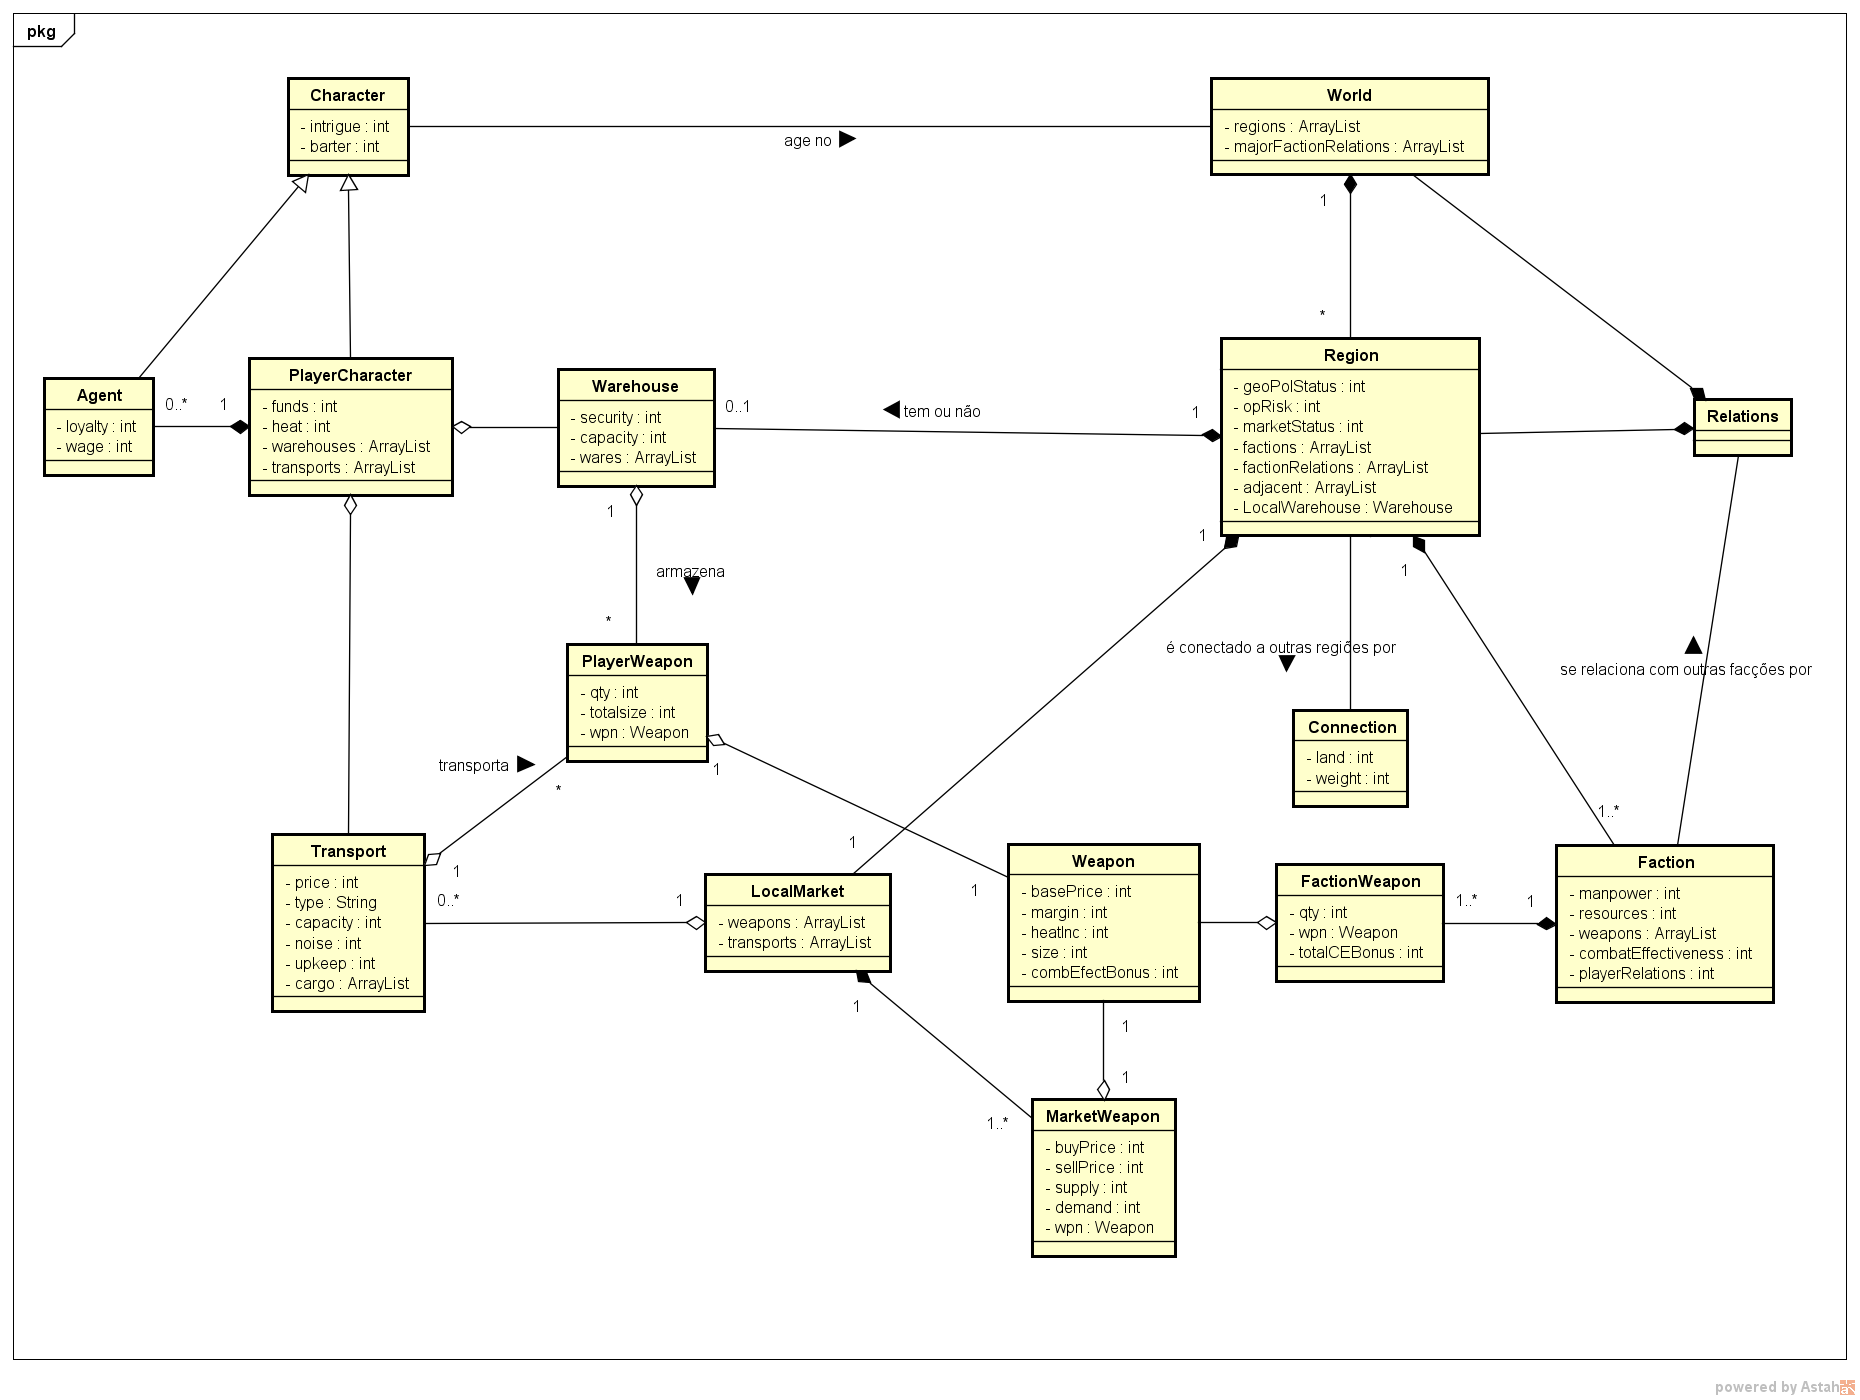 pkg
Character
- intrigue : int
- barter : int
age no
World
- regions : ArrayList
- majorFactionRelations : ArrayList
1
*
Agent
- loyalty : int
- wage : int
0..*
1
PlayerCharacter
- funds : int
- heat : int
- warehouses : ArrayList
- transports : ArrayList
Warehouse
- security : int
- capacity : int
- wares : ArrayList
0..1
tem ou não
1
Region
- geoPolStatus : int
- opRisk : int
- marketStatus : int
- factions : ArrayList
- factionRelations : ArrayList
- adjacent : ArrayList
- LocalWarehouse : Warehouse
Relations
1
armazena
*
1
1
é conectado a outras regiões por
se relaciona com outras facções por
PlayerWeapon
- qty : int
- totalsize : int
- wpn : Weapon
1
transporta
*
Connection
- land : int
- weight : int
1..*
Transport
- price : int
- type : String
- capacity : int
- noise : int
- upkeep : int
- cargo : ArrayList
1
0..*
1
1
LocalMarket
- weapons : ArrayList
- transports : ArrayList
1
1
Weapon
- basePrice : int
- margin : int
- heatInc : int
- size : int
- combEfectBonus : int
FactionWeapon
- qty : int
- wpn : Weapon
- totalCEBonus : int
1..*
1
Faction
- manpower : int
- resources : int
- weapons : ArrayList
- combatEffectiveness : int
- playerRelations : int
1
1
1..*
MarketWeapon
- buyPrice : int
- sellPrice : int
- supply : int
- demand : int
- wpn : Weapon
powered by Astah